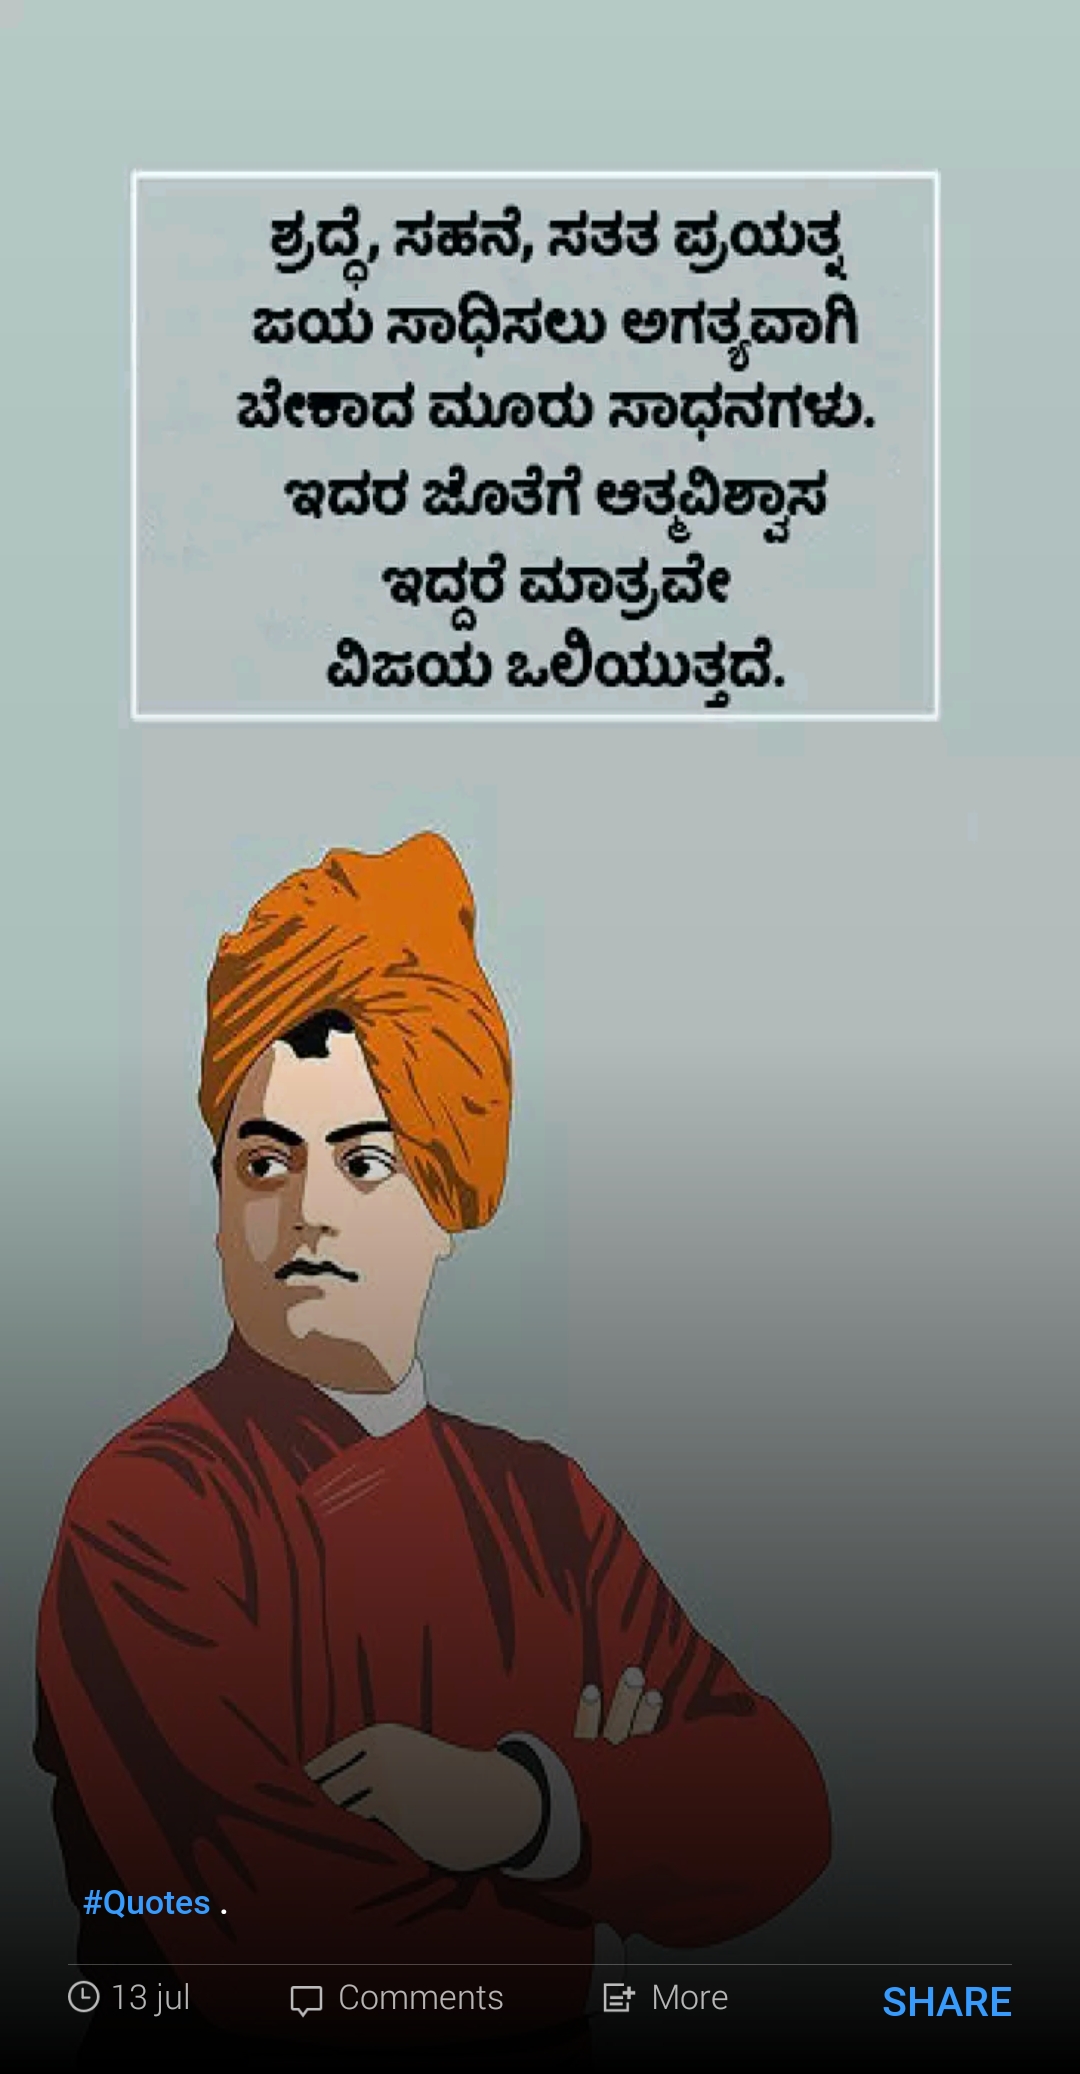 ಶ್ರದ್ಧೆ, ಸಹನೆ, ಸತತ ಪ್ರಯತ್ನ
ಜಯ ಸಾಧಿಸಲು ಅಗತ್ಯವಾಗಿ
ಬೇಕಾದ ಮೂರು ಸಾಧನಗಳು.
ಇದರ ಜೊತೆಗೆ ಆತ್ಮವಿಶ್ವಾಸ
ಇದ್ದರೆ ಮಾತ್ರವೇ
ವಿಜಯ ಒಲಿಯುತ್ತದೆ.
#Quotes .
13 jul Comments More SHARE